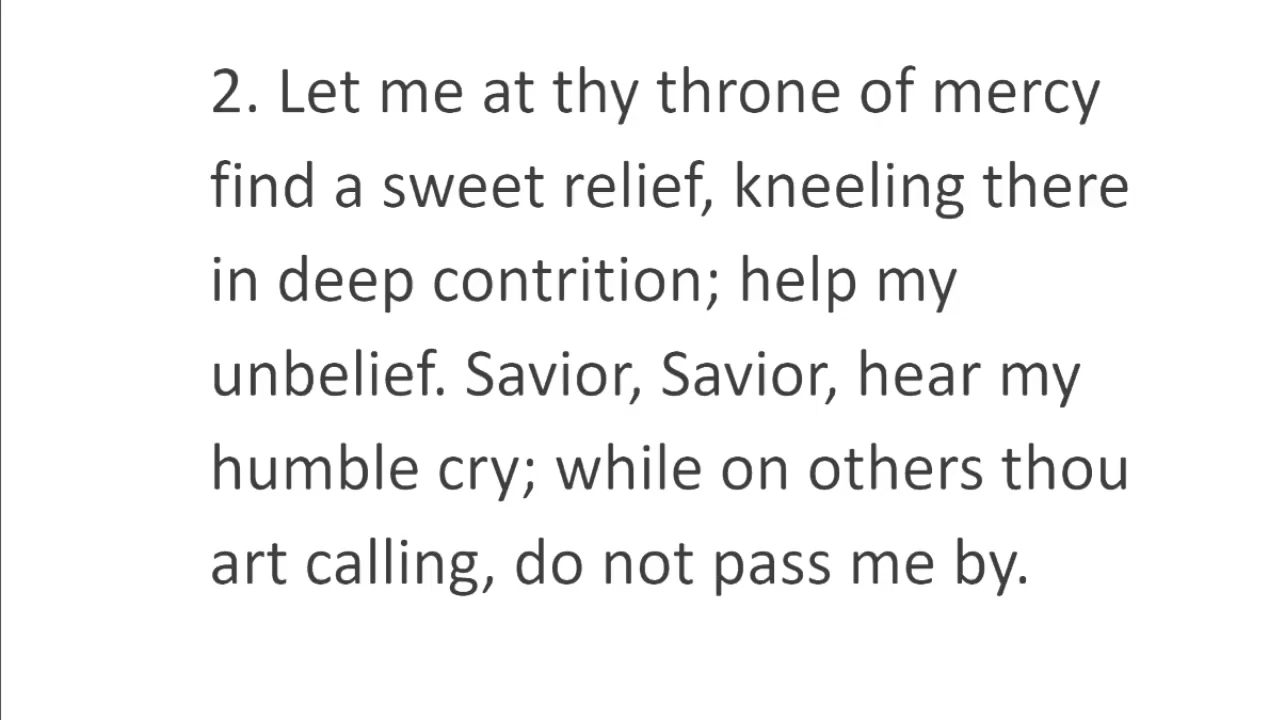 2. Let me at thy throne of mercy
find a sweet relief, kneeling there
in deep contrition; help my
unbelief. Savior, Savior, hear my
humble cry; while on others thou
art calling, do not pass me by.